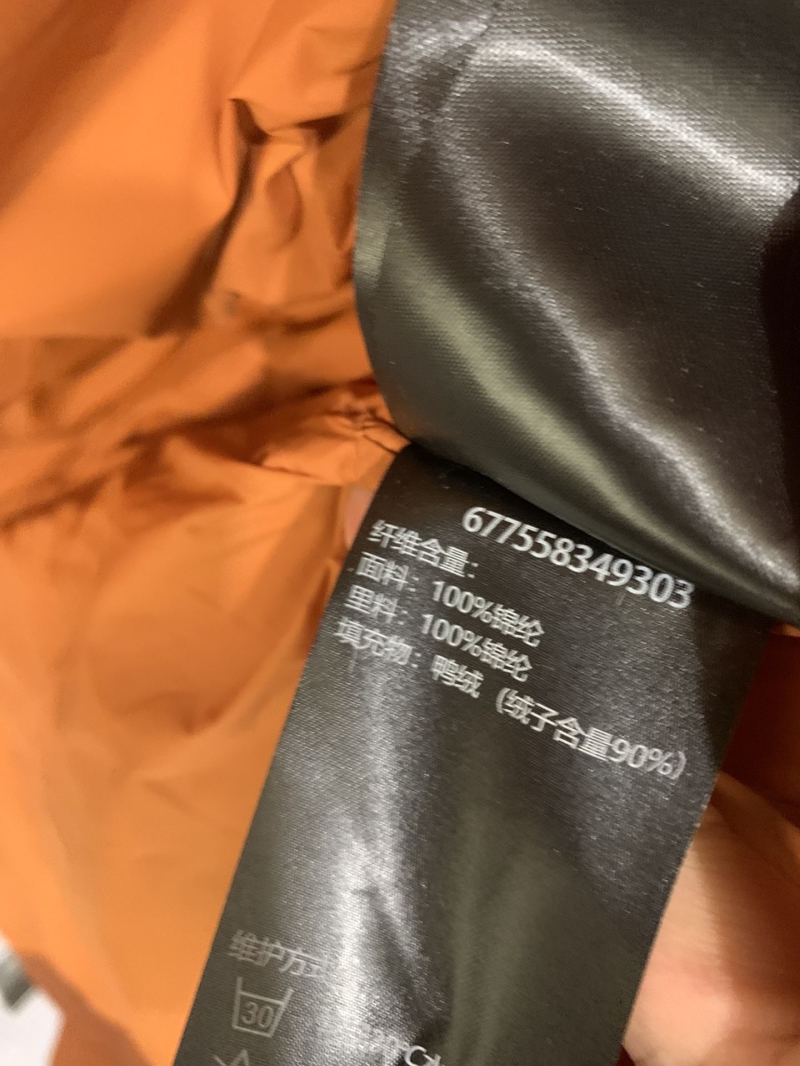 677558349303
纤维含量：
面料：100%锦纶
里料：100%锦纶
填充物：鸭绒（绒子含量90%）
维护方式
30